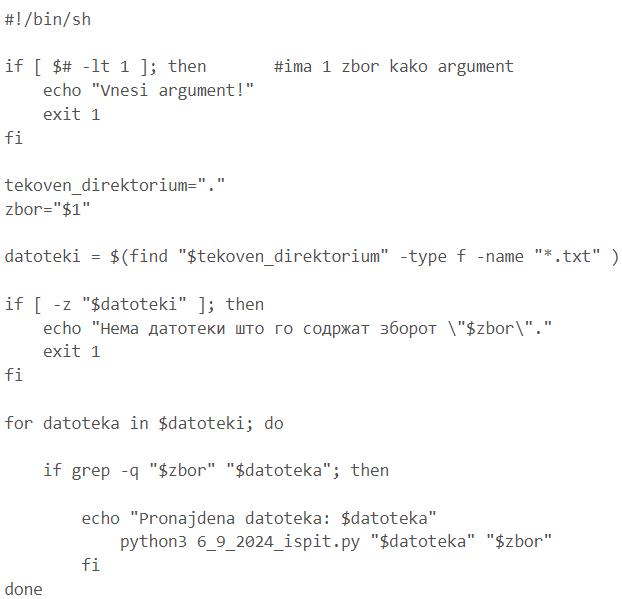 #!/bin/sh

if [ $# -lt 1 ]; then       #ima 1 zbor kako argument
    echo "Vnesi argument!"
    exit 1
fi

tekoven_direktorium="."
zbor="$1"

datoteki = $(find "$tekoven_direktorium" -type f -name "*.txt" )

if [ -z "$datoteki" ]; then
    echo "Нема датотеки што го содржат зборот \"$zbor\"."
    exit 1
fi

for datoteka in $datoteki; do

    if grep -q "$zbor" "$datoteka"; then

        echo "Pronajdena datoteka: $datoteka"
            python3 6_9_2024_ispit.py "$datoteka" "$zbor"
        fi
done